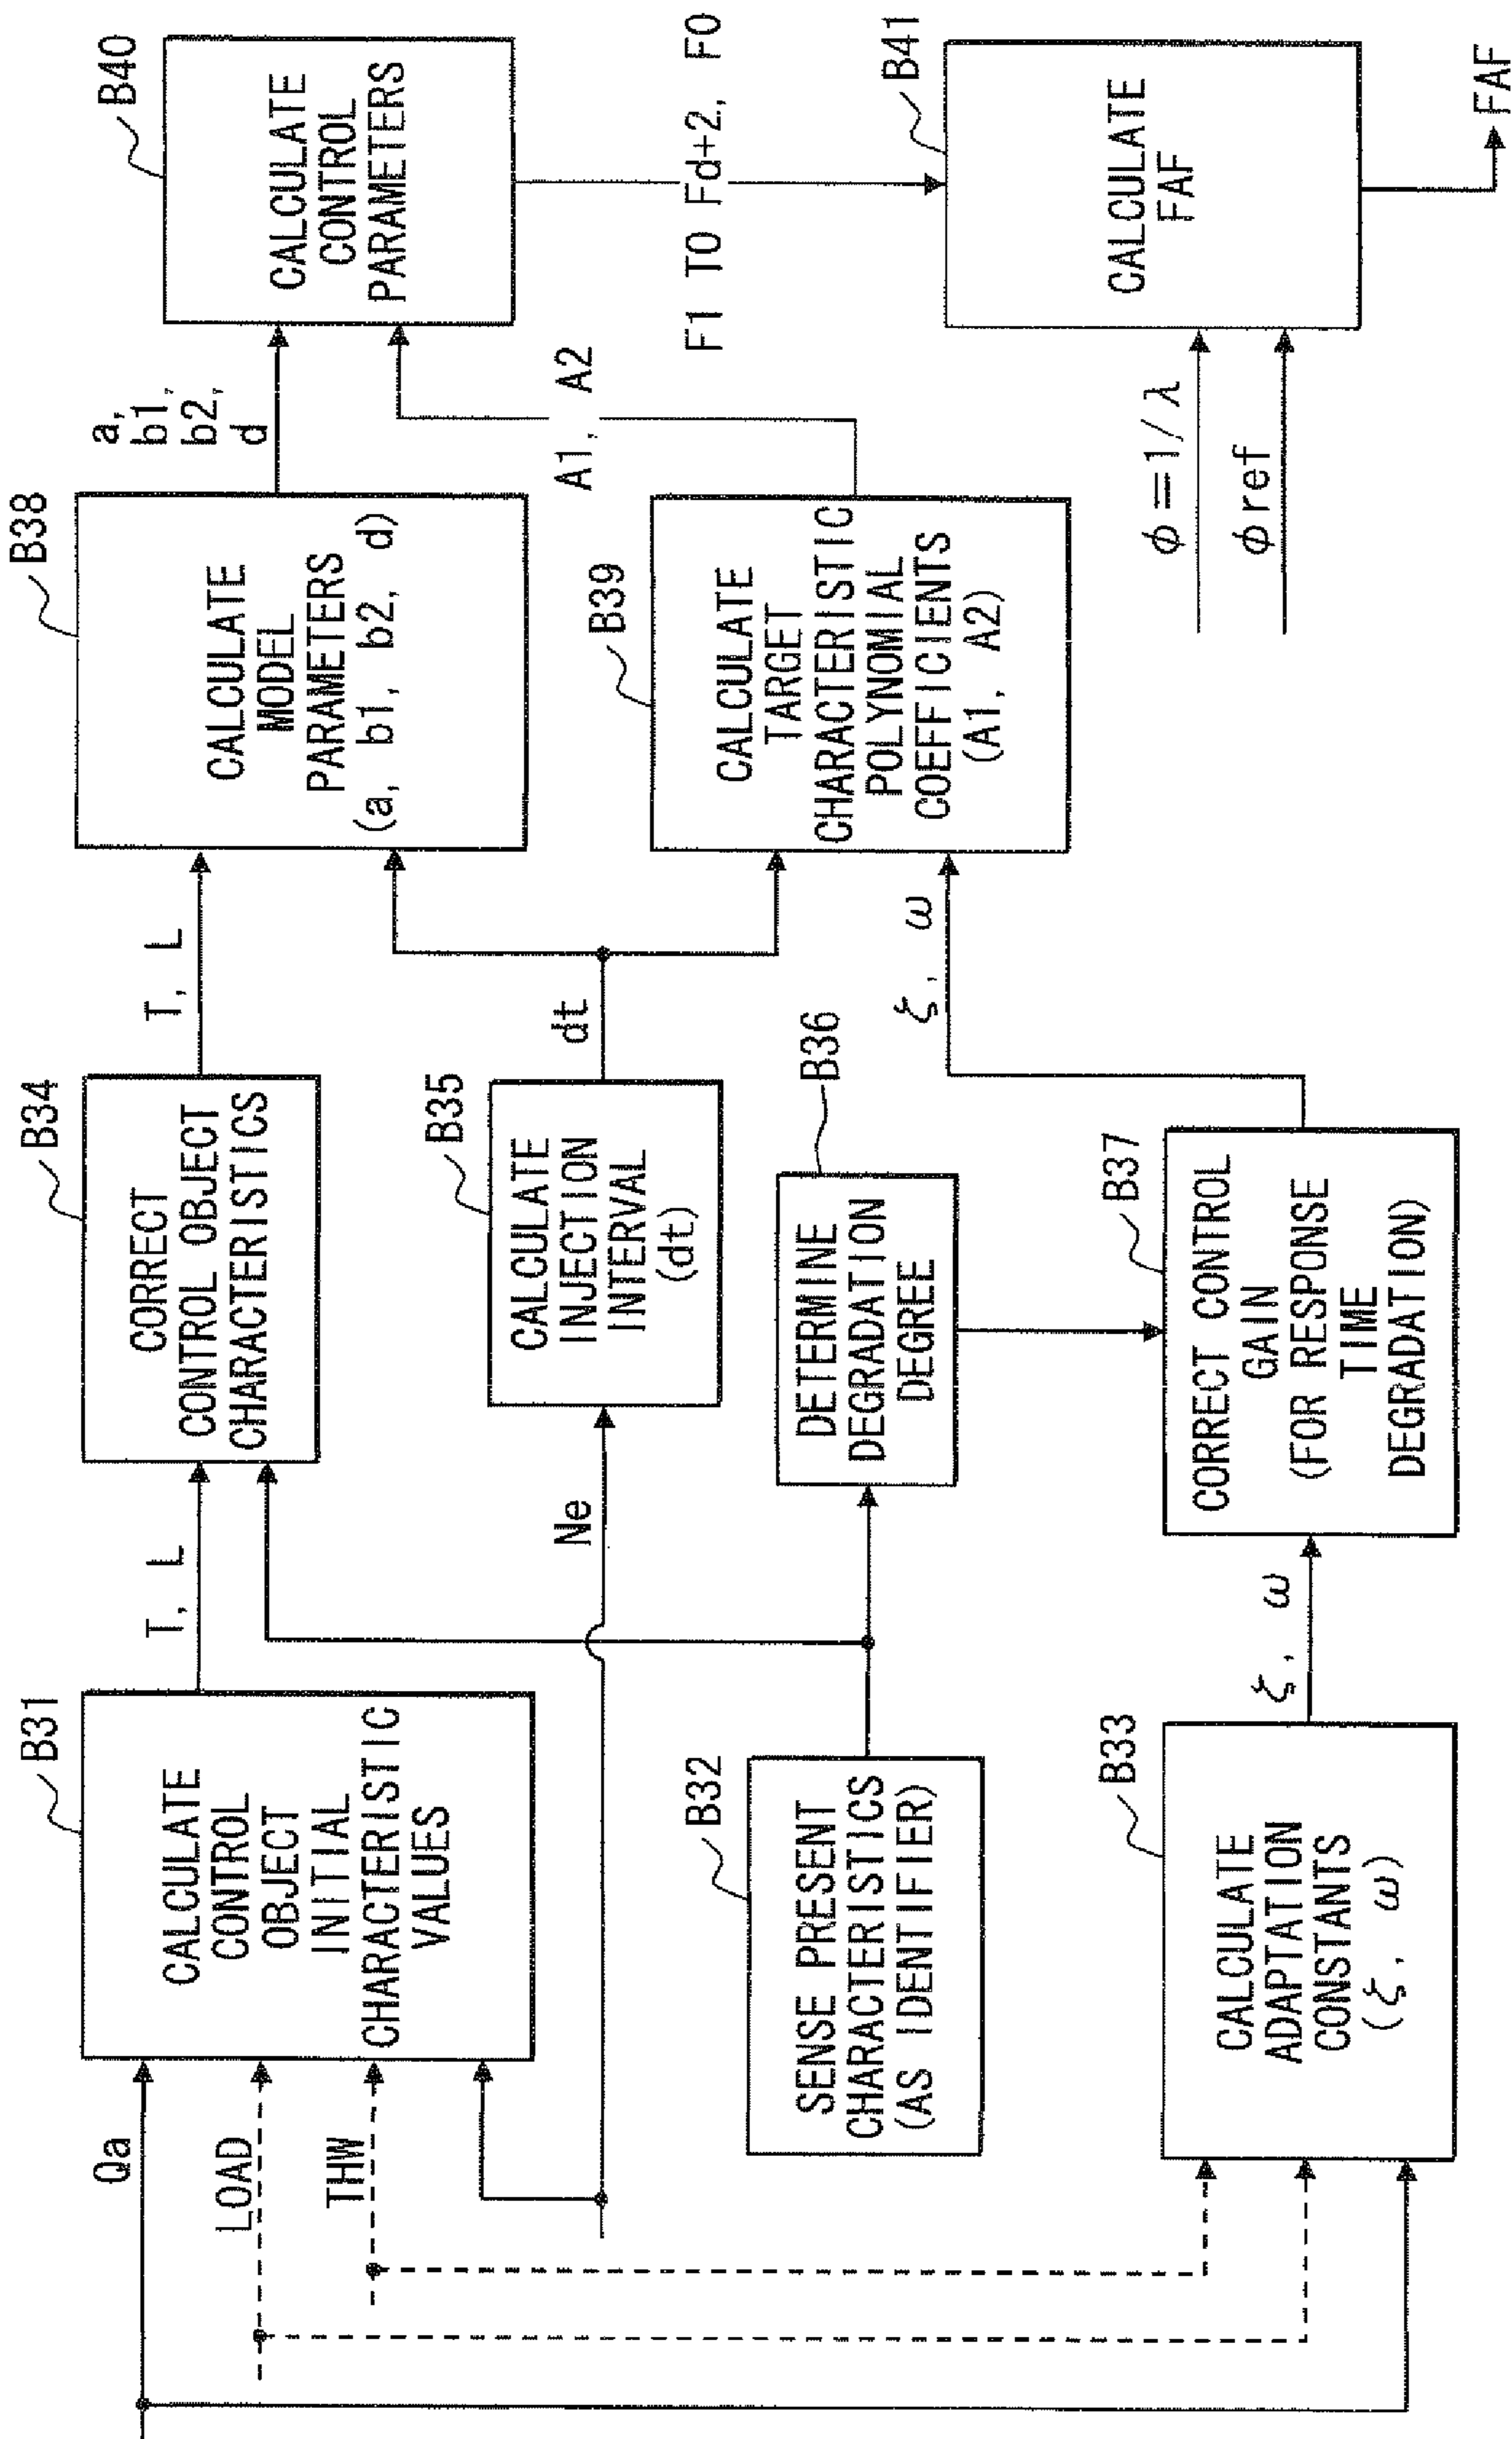 Qa
LOAD
THW
B31
CALCULATE
CONTROL
OBJECT
INITIAL
CHARACTERISTIC
VALUES
T, L
B34
CORRECT
CONTROL OBJECT
CHARACTERISTICS
T, L
B38
CALCULATE
MODEL
PARAMETERS
(a, b1, b2, d)
a,
b1,
b2,
d
B40
CALCULATE
CONTROL
PARAMETERS
Ne
B35
CALCULATE
INJECTION
INTERVAL
(dt)
dt
B32
SENSE PRESENT
CHARACTERISTICS
(AS IDENTIFIER)
B36
DETERMINE
DEGRADATION
DEGREE
B39
CALCULATE
TARGET
CHARACTERISTIC
POLYNOMIAL
COEFFICIENTS
(A1, A2)
A1, A2
F1 TO Fd+2, F0
B33
CALCULATE
ADAPTATION
CONSTANTS
(ζ, ω)
ζ, ω
B37
CORRECT CONTROL
GAIN
(FOR RESPONSE
TIME
DEGRADATION)
ζ, ω
φ=1/λ
φref
B41
CALCULATE
FAF
FAF